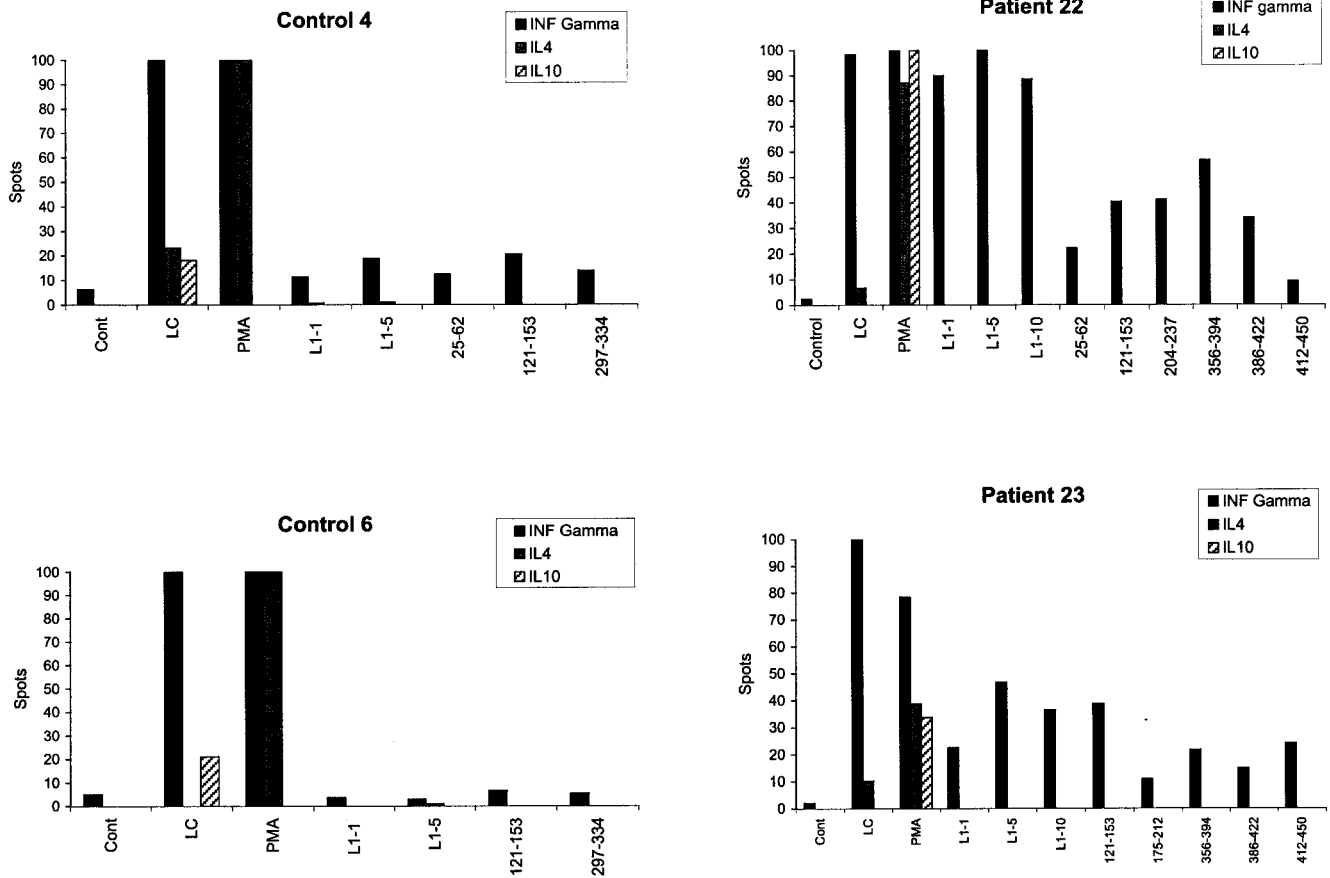 Control 4
INF Gamma
IL4
IL10
100
90
80
70
60
50
40
30
20
10
0
Spots
Cont
LC
PMA
L1-1
L1-5
25-62
121-153
297-334
Patient 22
INF gamma
IL4
IL10
100
90
80
70
60
50
40
30
20
10
0
Spots
Control
LC
PMA
L1-1
L1-5
L1-10
25-62
121-153
204-237
356-394
386-422
412-450
Control 6
INF Gamma
IL4
IL10
100
90
80
70
60
50
40
30
20
10
0
Spots
Cont
LC
PMA
L1-1
L1-5
121-153
297-334
Patient 23
INF Gamma
IL4
IL10
100
90
80
70
60
50
40
30
20
10
0
Spots
Cont
LC
PMA
L1-1
L1-5
L1-10
121-153
175-212
356-394
386-422
412-450